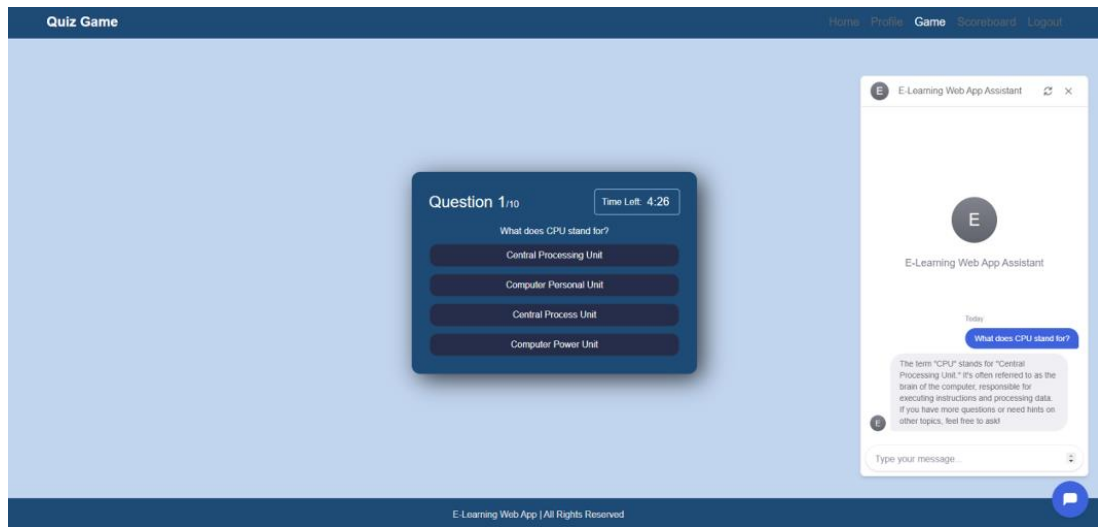 Quiz Game
Home Profile Game Scoreboard Logout
Question 1/10
Time Left: 4:26
What does CPU stand for?
Central Processing Unit
Computer Personal Unit
Central Process Unit
Computer Power Unit
E E-Learning Web App Assistant
E
E-Learning Web App Assistant
Today
What does CPU stand for?
The term "CPU" stands for "Central
Processing Unit." It's often referred to as the
brain of the computer, responsible for
executing instructions and processing data.
If you have more questions or need hints on
other topics, feel free to ask!
E
Type your message...
E-Learning Web App | All Rights Reserved